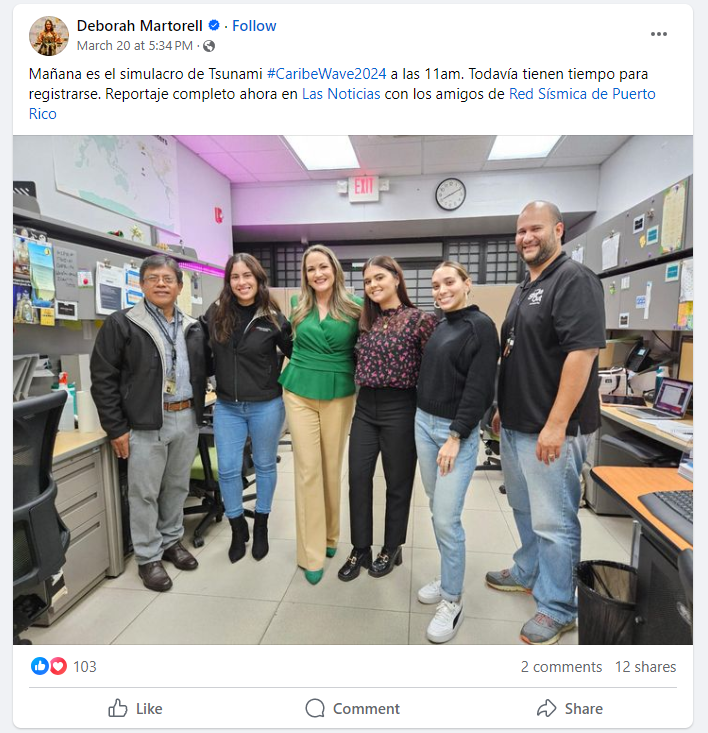 Deborah Martorell · Follow
March 20 at 5:34 PM ·
Mañana es el simulacro de Tsunami #CaribeWave2024 a las 11am. Todavía tienen tiempo para
registrarse. Reportaje completo ahora en Las Noticias con los amigos de Red Sísmica de Puerto
Rico
EXIT
103
2 comments 12 shares
Like
Comment
Share